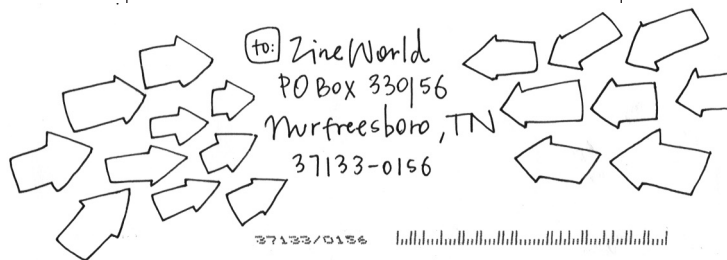 to: Zine World
PO Box 330156
Murfreesboro, TN
37133-0156
37133/0156